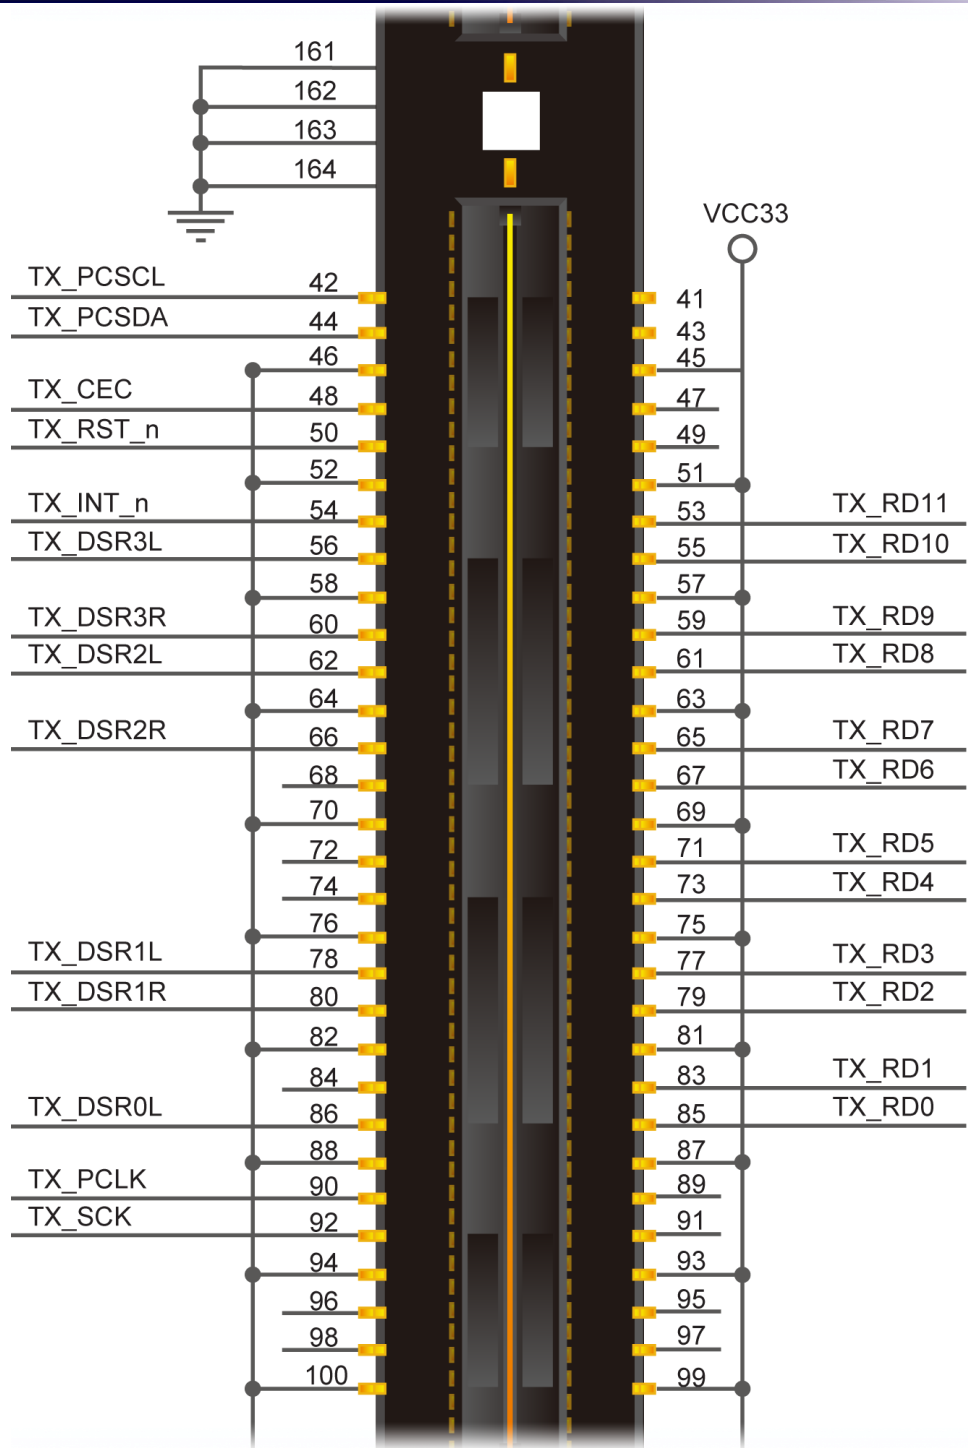 161
162
163
164
VCC33
TX_PCSCL 42 41
TX_PCSDA 44 43
46 45
TX_CEC 48 47
TX_RST_n 50 49
52 51
TX_INT_n 54 53 TX_RD11
TX_DSR3L 56 55 TX_RD10
58 57
TX_DSR3R 60 59 TX_RD9
TX_DSR2L 62 61 TX_RD8
64 63
TX_DSR2R 66 65 TX_RD7
68 67 TX_RD6
70 69
72 71 TX_RD5
74 73 TX_RD4
76 75
TX_DSR1L 78 77 TX_RD3
TX_DSR1R 80 79 TX_RD2
82 81
84 83 TX_RD1
TX_DSR0L 86 85 TX_RD0
88 87
TX_PCLK 90 89
TX_SCK 92 91
94 93
96 95
98 97
100 99